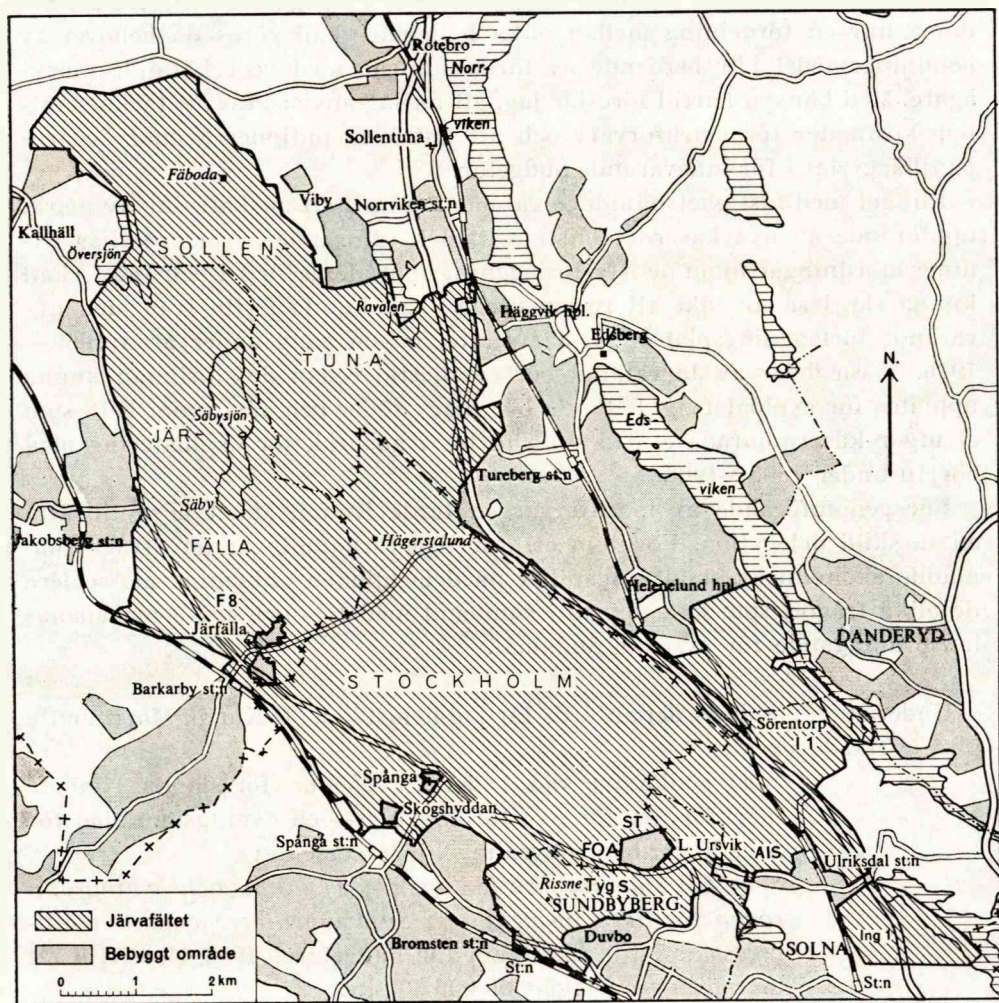 Rotebro
Norr-
viken
Sollentuna
Fäboda
Viby
Norrviken st:n
Kallhäll
Översjön
SOLLEN-
Ravalen
Häggvik hpl.
TUNA
Edsberg
N.
Säbysjön
Eds-
JÄR-
viken
Tureberg st:n
Säby
Jakobsberg st:n
Hägerstalund
FÄLLA
Helenelund hpl.
F8
Järfälla
DANDERYD
Barkarby st:n
STOCKHOLM
Sörentorp
I 1
Spånga
Skogshyddan
ST
Spånga st:n
FOA
L. Ursvik
AIS
Ulriksdal st:n
Rissne
Tyg S
SUNDBYBERG
Järvafältet
Ing 1
Bebyggt område
Bromsten st:n
Duvbo
SOLNA
0 1 2 km
St:n
St:n